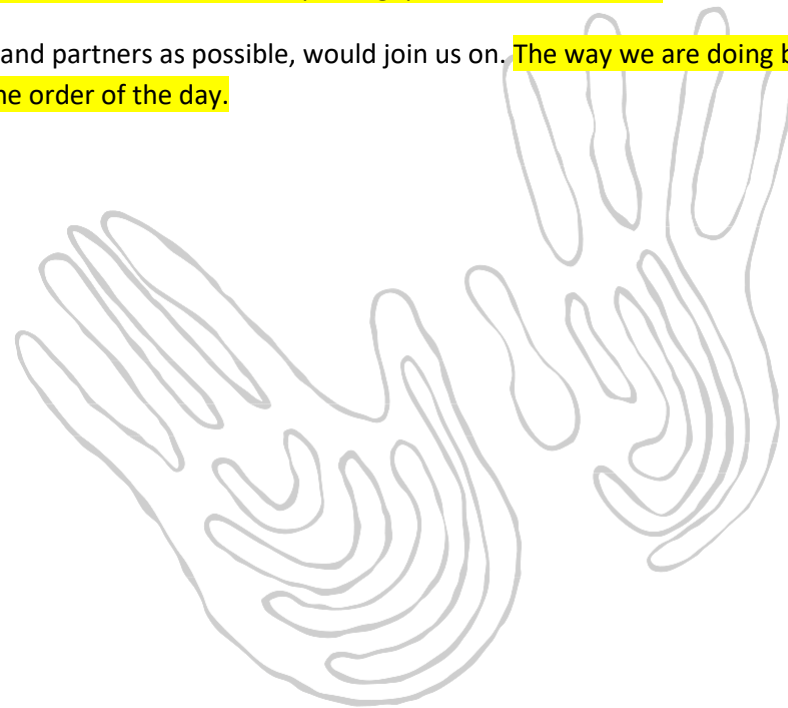 and partners as possible, would join us on. The way we are doing b
ne order of the day.